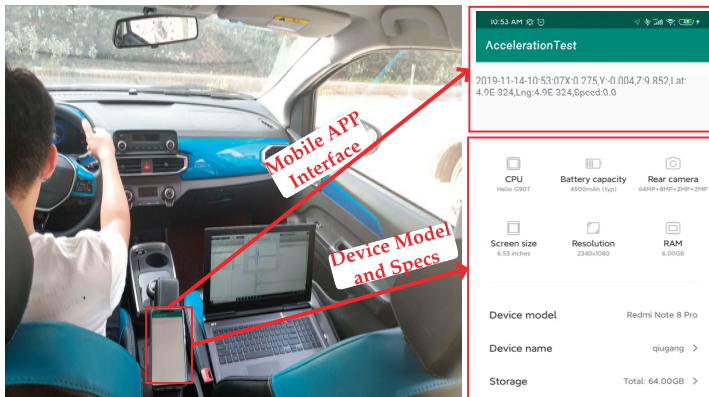 Mobile APP
Interface
Device Model
and Specs
10:53 AM
AccelerationTest
2019-11-14-10:53:07X:0.275,Y:-0.004,Z:9.852,Lat:
4.9E-324,Lng:4.9E-324,Speed:0.0
CPU Battery capacity Rear camera
Helio G90T 4500mAh (typ) 64MP+8MP+2MP+2MP
Screen size Resolution RAM
6.53 inches 2340x1080 6.00GB
Device model Redmi Note 8 Pro
Device name qiugang >
Storage Total: 64.00GB >